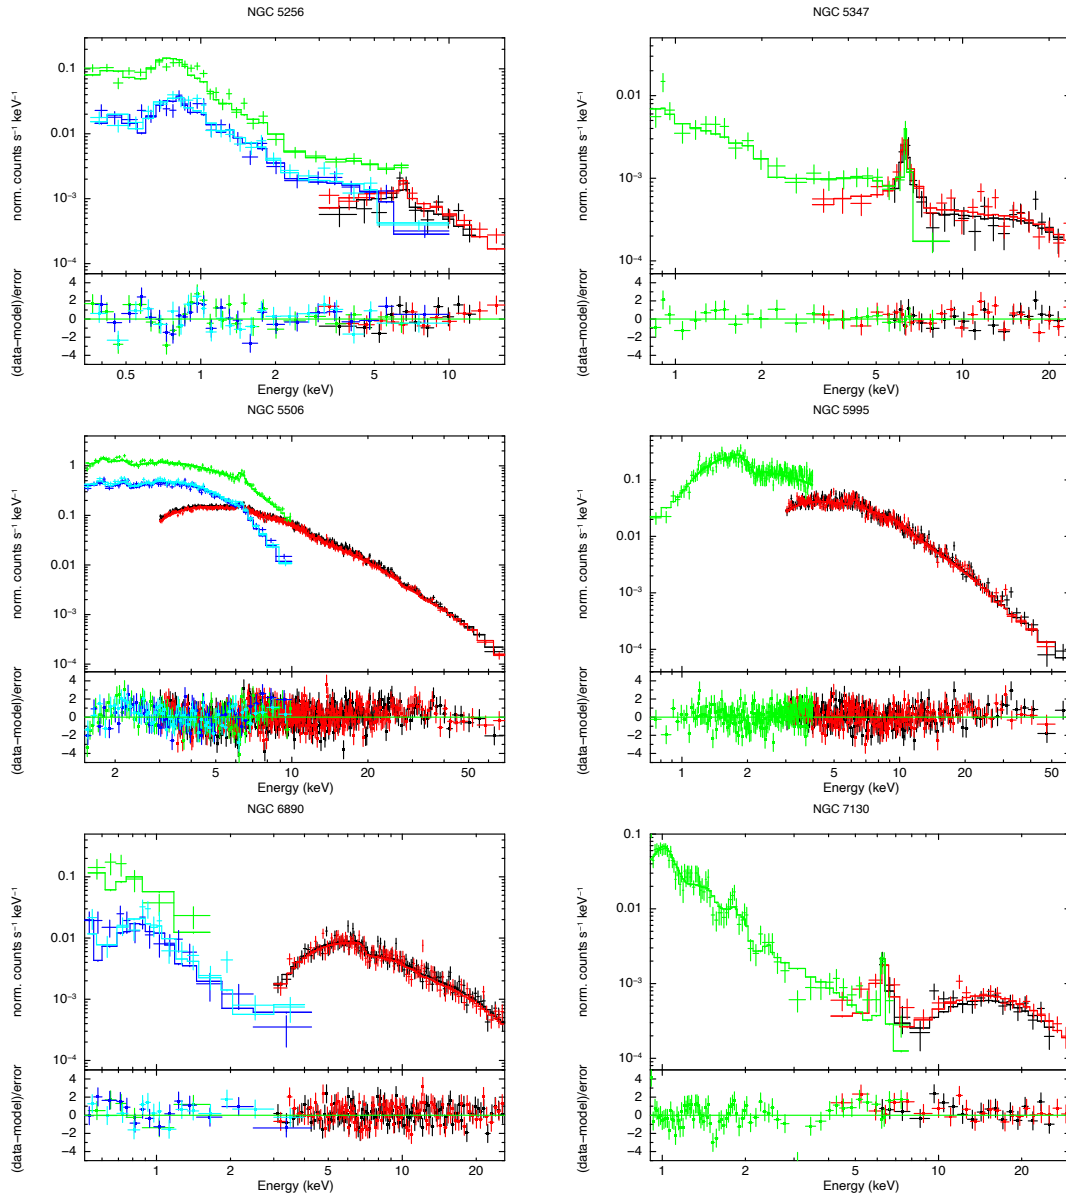 NGC 5256
norm. counts s⁻¹ keV⁻¹
0.1
0.01
10⁻³
10⁻⁴
(data−model)/error
4
2
0
−2
−4
0.5 1 2 5 10
Energy (keV)
NGC 5347
norm. counts s⁻¹ keV⁻¹
0.01
10⁻³
10⁻⁴
(data−model)/error
4
2
0
−2
−4
1 2 5 10 20
Energy (keV)
NGC 5506
norm. counts s⁻¹ keV⁻¹
1
0.1
0.01
10⁻³
10⁻⁴
(data−model)/error
4
2
0
−2
−4
2 5 10 20 50
Energy (keV)
NGC 5995
norm. counts s⁻¹ keV⁻¹
0.1
0.01
10⁻³
10⁻⁴
(data−model)/error
4
2
0
−2
−4
1 2 5 10 20 50
Energy (keV)
NGC 6890
norm. counts s⁻¹ keV⁻¹
0.1
0.01
10⁻³
10⁻⁴
(data−model)/error
4
2
0
−2
−4
1 2 5 10 20
Energy (keV)
NGC 7130
norm. counts s⁻¹ keV⁻¹
0.1
0.01
10⁻³
10⁻⁴
(data−model)/error
4
2
0
−2
−4
1 2 5 10 20
Energy (keV)